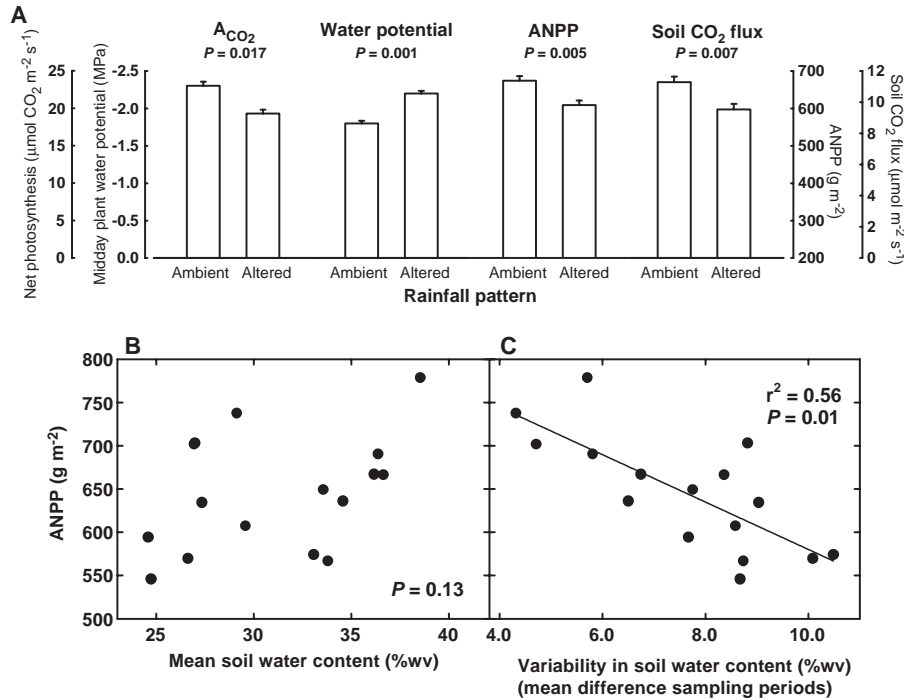 A
A_CO2 Water potential ANPP Soil CO2 flux
P = 0.017 P = 0.001 P = 0.005 P = 0.007
Net photosynthesis (μmol CO2 m-2 s-1)
25
20
15
10
5
0
Midday plant water potential (MPa)
-2.5
-2.0
-1.5
-1.0
-0.5
0.0
700
600
500
400
300
200
ANPP (g m-2)
12
10
8
6
4
2
0
Soil CO2 flux (μmol m-2 s-1)
Ambient Altered Ambient Altered Ambient Altered Ambient Altered
Rainfall pattern
B
ANPP (g m-2)
800
750
700
650
600
550
500
P = 0.13
25 30 35 40
Mean soil water content (%wv)
C
r2 = 0.56
P = 0.01
4.0 6.0 8.0 10.0
Variability in soil water content (%wv)
(mean difference sampling periods)